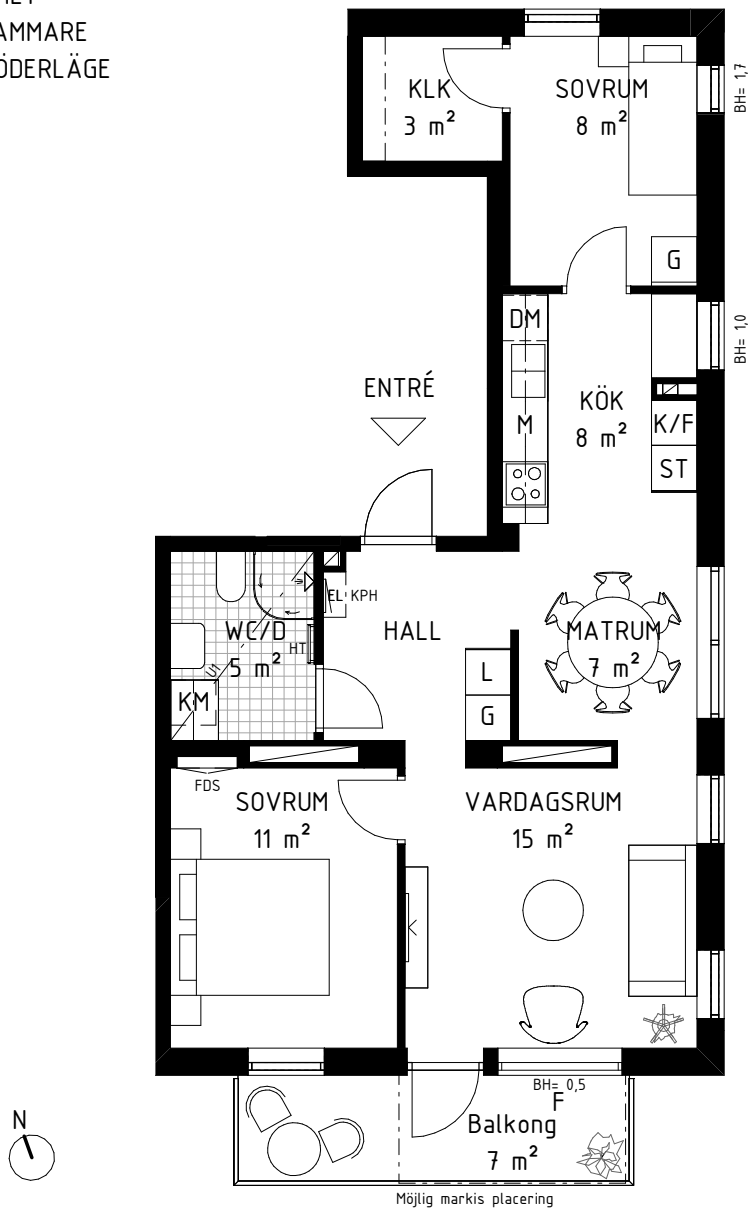 AMMARE
ÖDERLÄGE
KLK
3 m²
SOVRUM
8 m²
BH= 1,7
G
DM
BH= 1,0
ENTRÉ
KÖK
8 m²
M
K/F
ST
EL
KPH
WC/D
5 m²
HT
HALL
MATRUM
7 m²
KM
L
G
FDS
SOVRUM
11 m²
VARDAGSRUM
15 m²
BH= 0,5
F
Balkong
7 m²
N
Möjlig markis placering